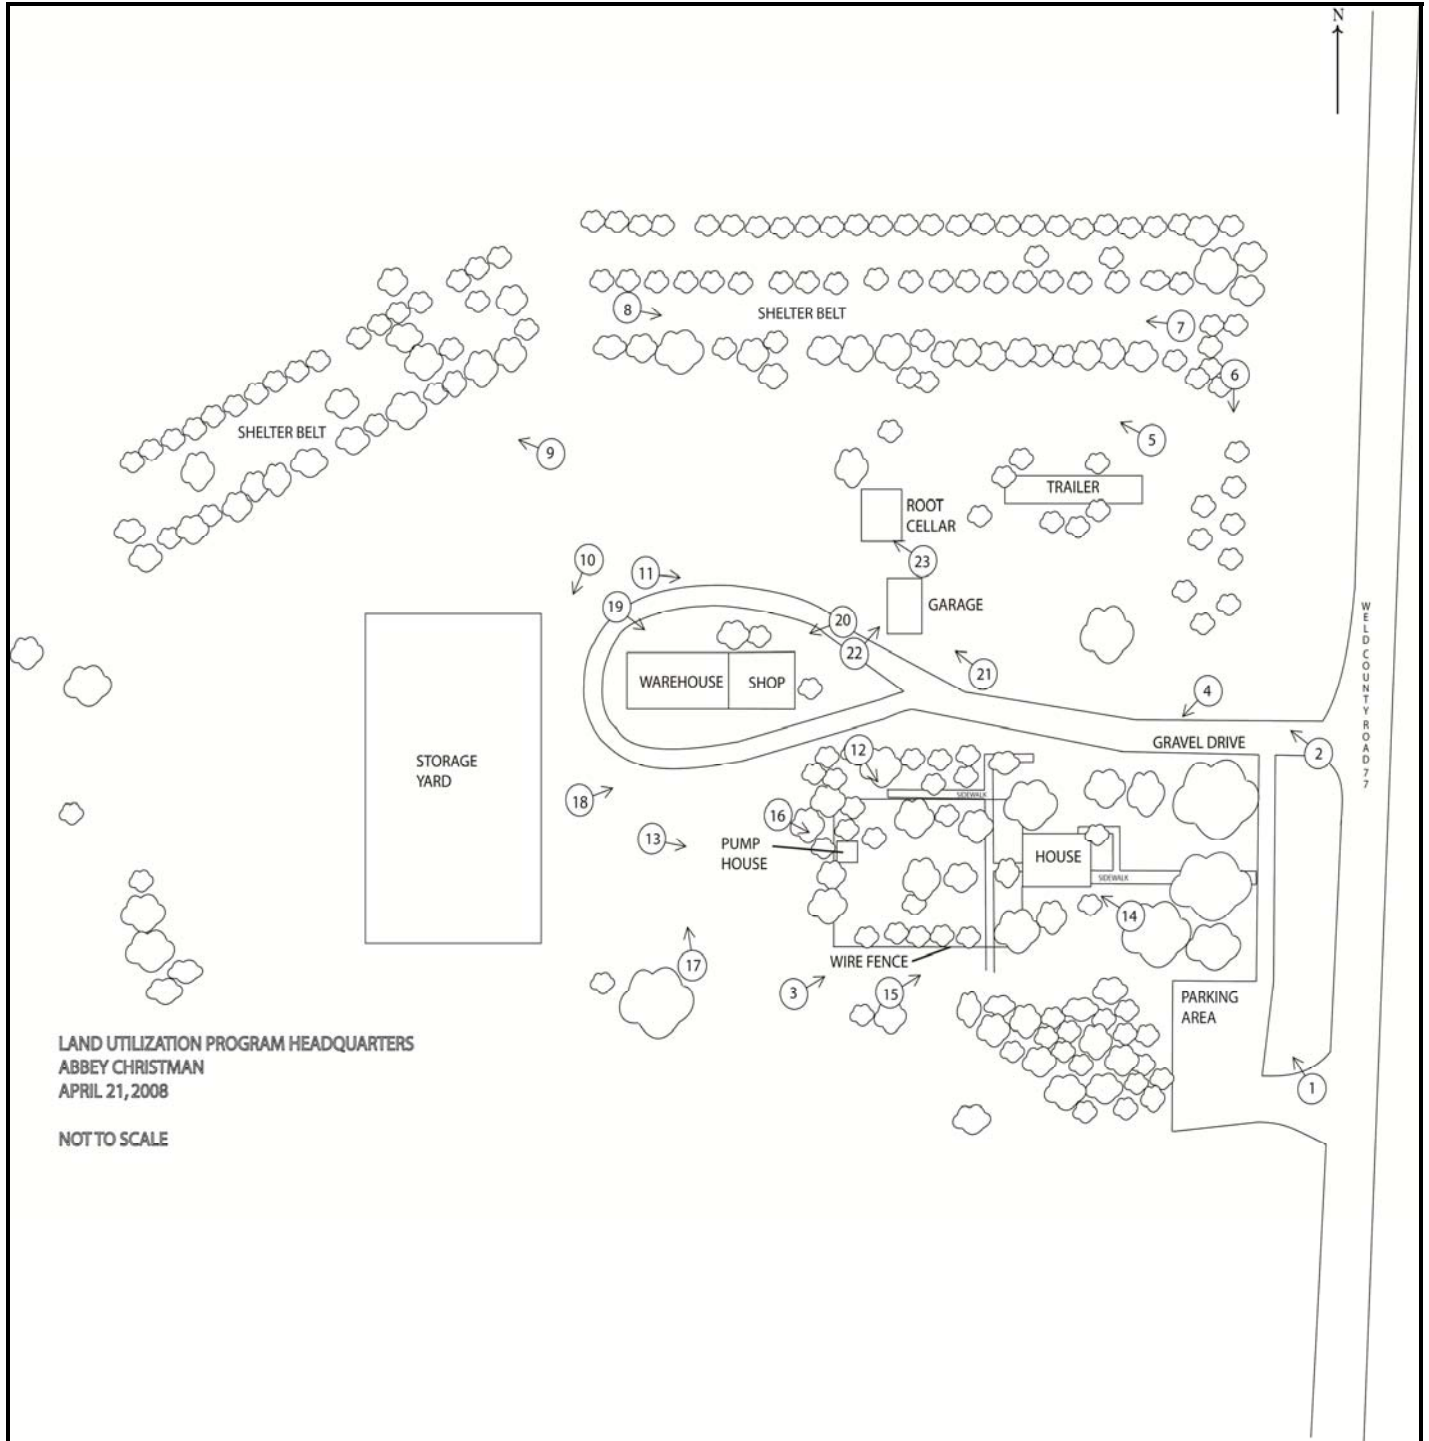 N
8
SHELTER BELT
7
6
SHELTER BELT
9
5
TRAILER
ROOT
CELLAR
10
11
23
19
GARAGE
20
22
WELD COUNTY ROAD 77
WAREHOUSE
SHOP
21
4
GRAVEL DRIVE
2
12
STORAGE
YARD
18
SIDEWALK
16
13
PUMP
HOUSE
HOUSE
SIDEWALK
14
WIRE FENCE
17
3
15
PARKING
AREA
1
LAND UTILIZATION PROGRAM HEADQUARTERS
ABBEY CHRISTMAN
APRIL 21, 2008
NOT TO SCALE